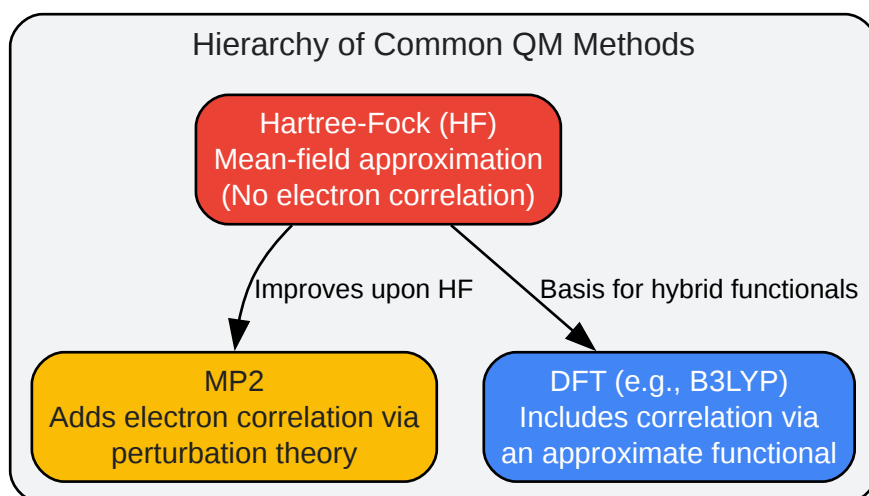 Hierarchy of Common QM Methods
Hartree-Fock (HF)
Mean-field approximation
(No electron correlation)
Improves upon HF
Basis for hybrid functionals
MP2
Adds electron correlation via
perturbation theory
DFT (e.g., B3LYP)
Includes correlation via
an approximate functional